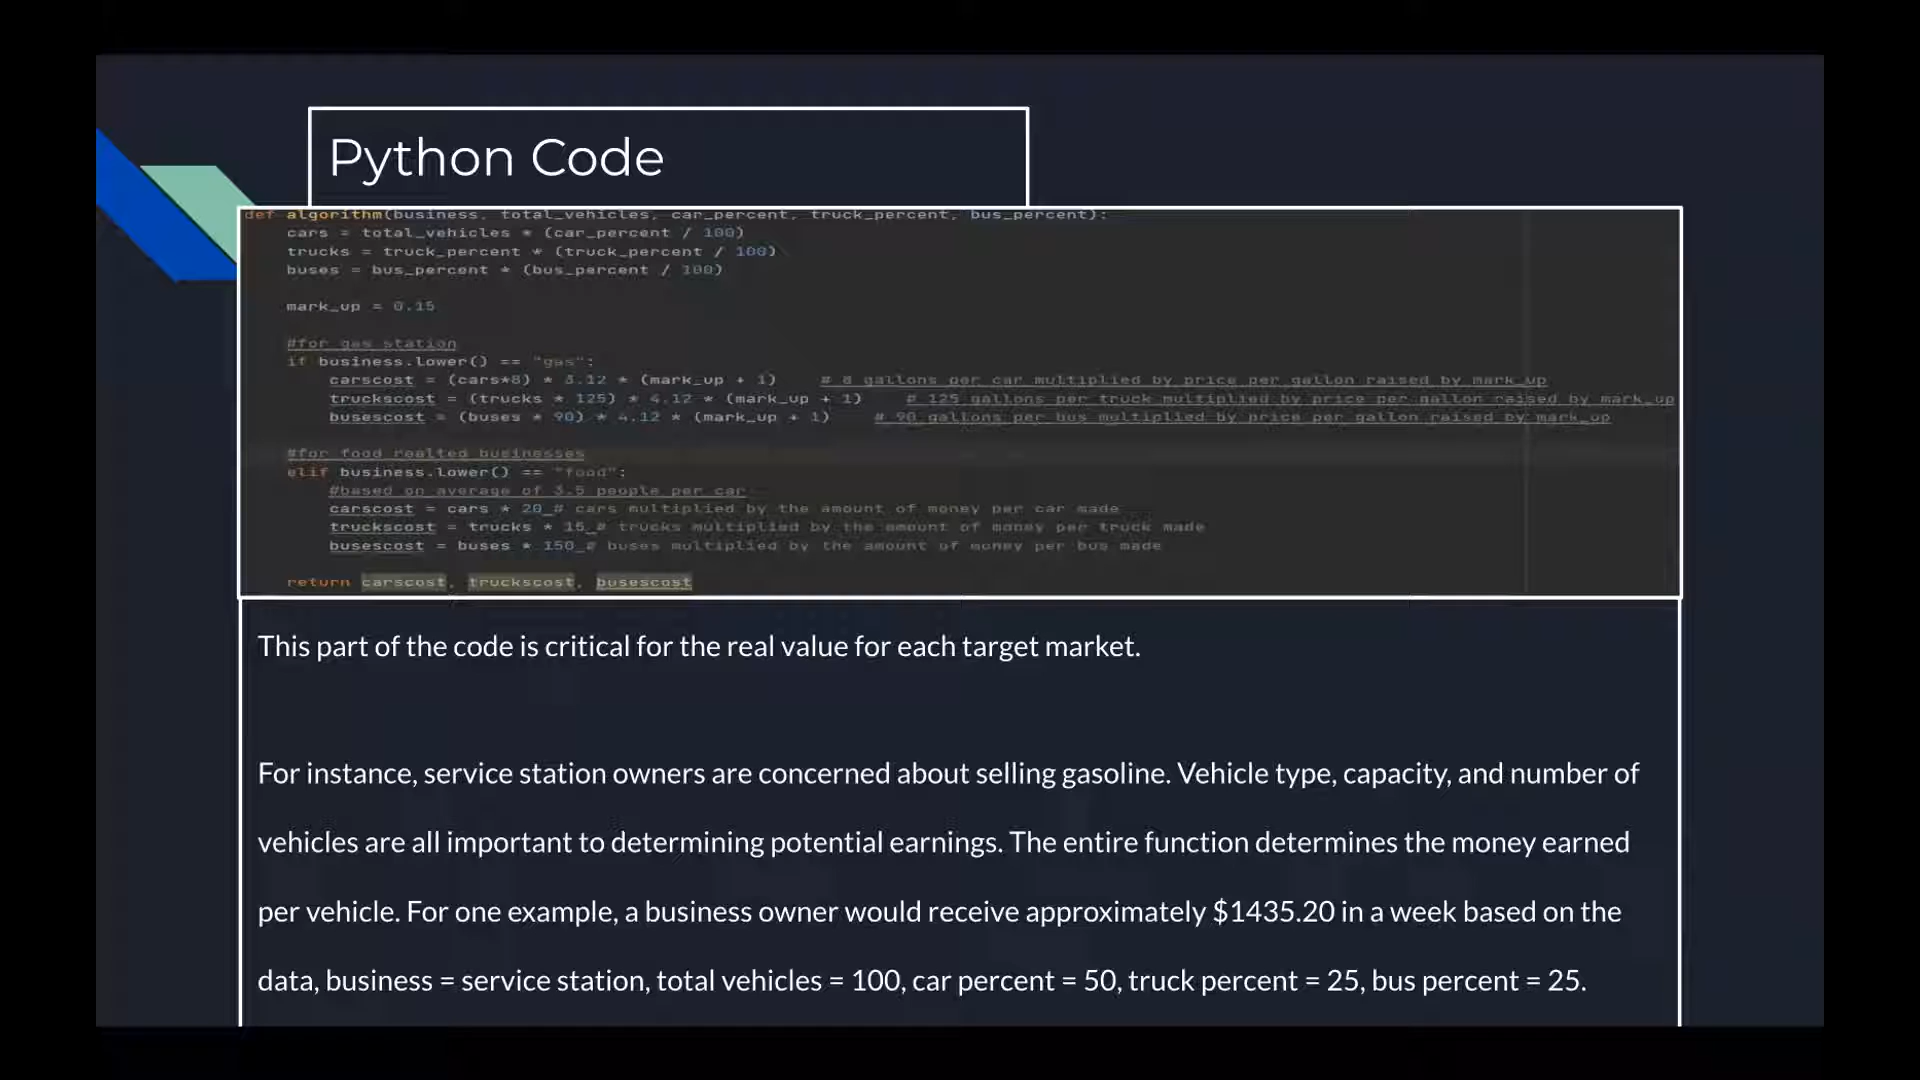 Python Code
def algorithm(business, total_vehicles, car_percent, truck_percent, bus_percent):
cars = total_vehicles * (car_percent / 100)
trucks = truck_percent * (truck_percent / 100)
buses = bus_percent * (bus_percent / 100)
mark_up = 0.15
#for gas station
if business.lower() == "gas":
carscost = (cars*8) * 3.12 * (mark_up + 1) # 8 gallons per car multiplied by price per gallon raised by mark_up
truckscost = (trucks * 125) * 4.12 * (mark_up + 1) # 125 gallons per truck multiplied by price per gallon raised by mark_up
busescost = (buses * 90) * 4.12 * (mark_up + 1) # 90 gallons per bus multiplied by price per gallon raised by mark_up
#for food realted businesses
elif business.lower() == "food":
#based on average of 3.5 people per car
carscost = cars * 20 # cars multiplied by the amount of money per car made
truckscost = trucks * 15 # trucks multiplied by the amount of money per truck made
busescost = buses * 150 # buses multiplied by the amount of money per bus made
return carscost, truckscost, busescost
This part of the code is critical for the real value for each target market.
For instance, service station owners are concerned about selling gasoline. Vehicle type, capacity, and number of
vehicles are all important to determining potential earnings. The entire function determines the money earned
per vehicle. For one example, a business owner would receive approximately $1435.20 in a week based on the
data, business = service station, total vehicles = 100, car percent = 50, truck percent = 25, bus percent = 25.